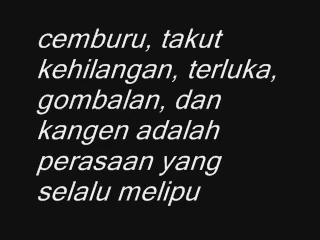 cemburu, takut
kehilangan, terluka,
gombalan, dan
kangen adalah
perasaan yang
selalu melipu